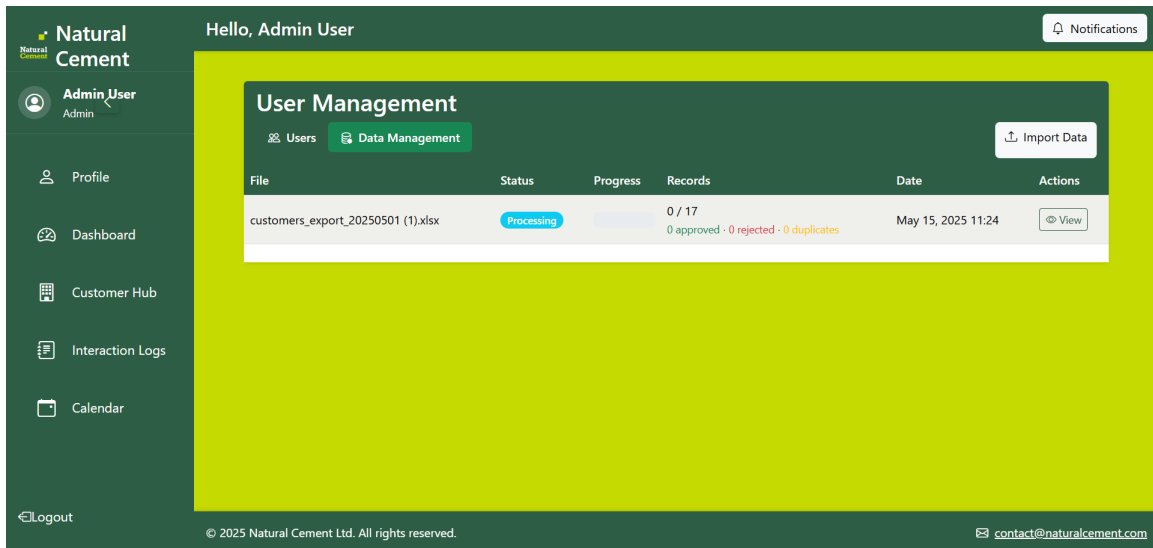 Natural
Cement
Natural
Cement
Hello, Admin User
Notifications
Admin User
Admin
Profile
Dashboard
Customer Hub
Interaction Logs
Calendar
Logout
User Management
Users
Data Management
Import Data
File Status Progress Records Date Actions
customers_export_20250501 (1).xlsx Processing 0 / 17 May 15, 2025 11:24 View
0 approved · 0 rejected · 0 duplicates
© 2025 Natural Cement Ltd. All rights reserved.
contact@naturalcement.com